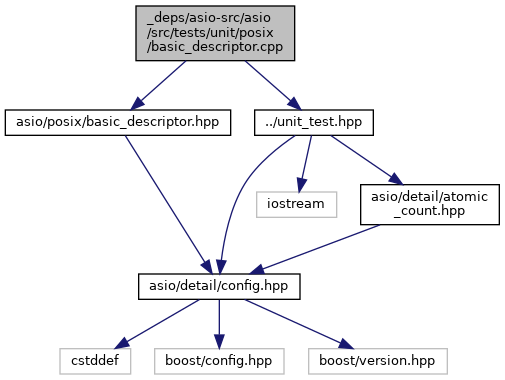 _deps/asio-src/asio
/src/tests/unit/posix
/basic_descriptor.cpp
asio/posix/basic_descriptor.hpp
../unit_test.hpp
iostream
asio/detail/atomic
_count.hpp
asio/detail/config.hpp
cstddef
boost/config.hpp
boost/version.hpp